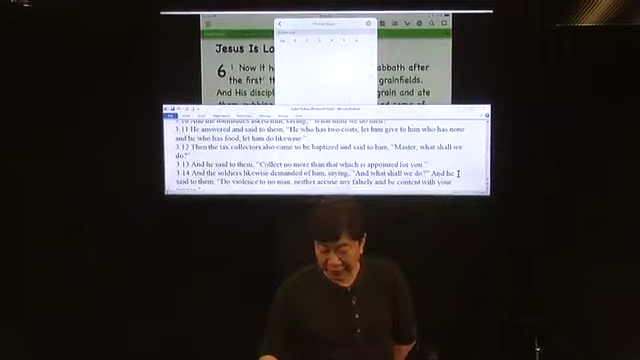 Jesus Is Lo
6 1 Now it h
abbath after
the first
grainfields.
And His discipl
grain and ate
3.10 And the multitudes asked him, saying, "What shall we do then?"
3.11 He answered and said to them, "He who has two coats, let him give to him who has none
and he who has food, let him do likewise."
3.12 Then the tax collectors also came to be baptized and said to him, "Master, what shall we
do?"
3.13 And he said to them, "Collect no more than that which is appointed for you."
3.14 And the soldiers likewise demanded of him, saying, "And what shall we do?" And he
said to them, "Do violence to no man, neither accuse any falsely and be content with your